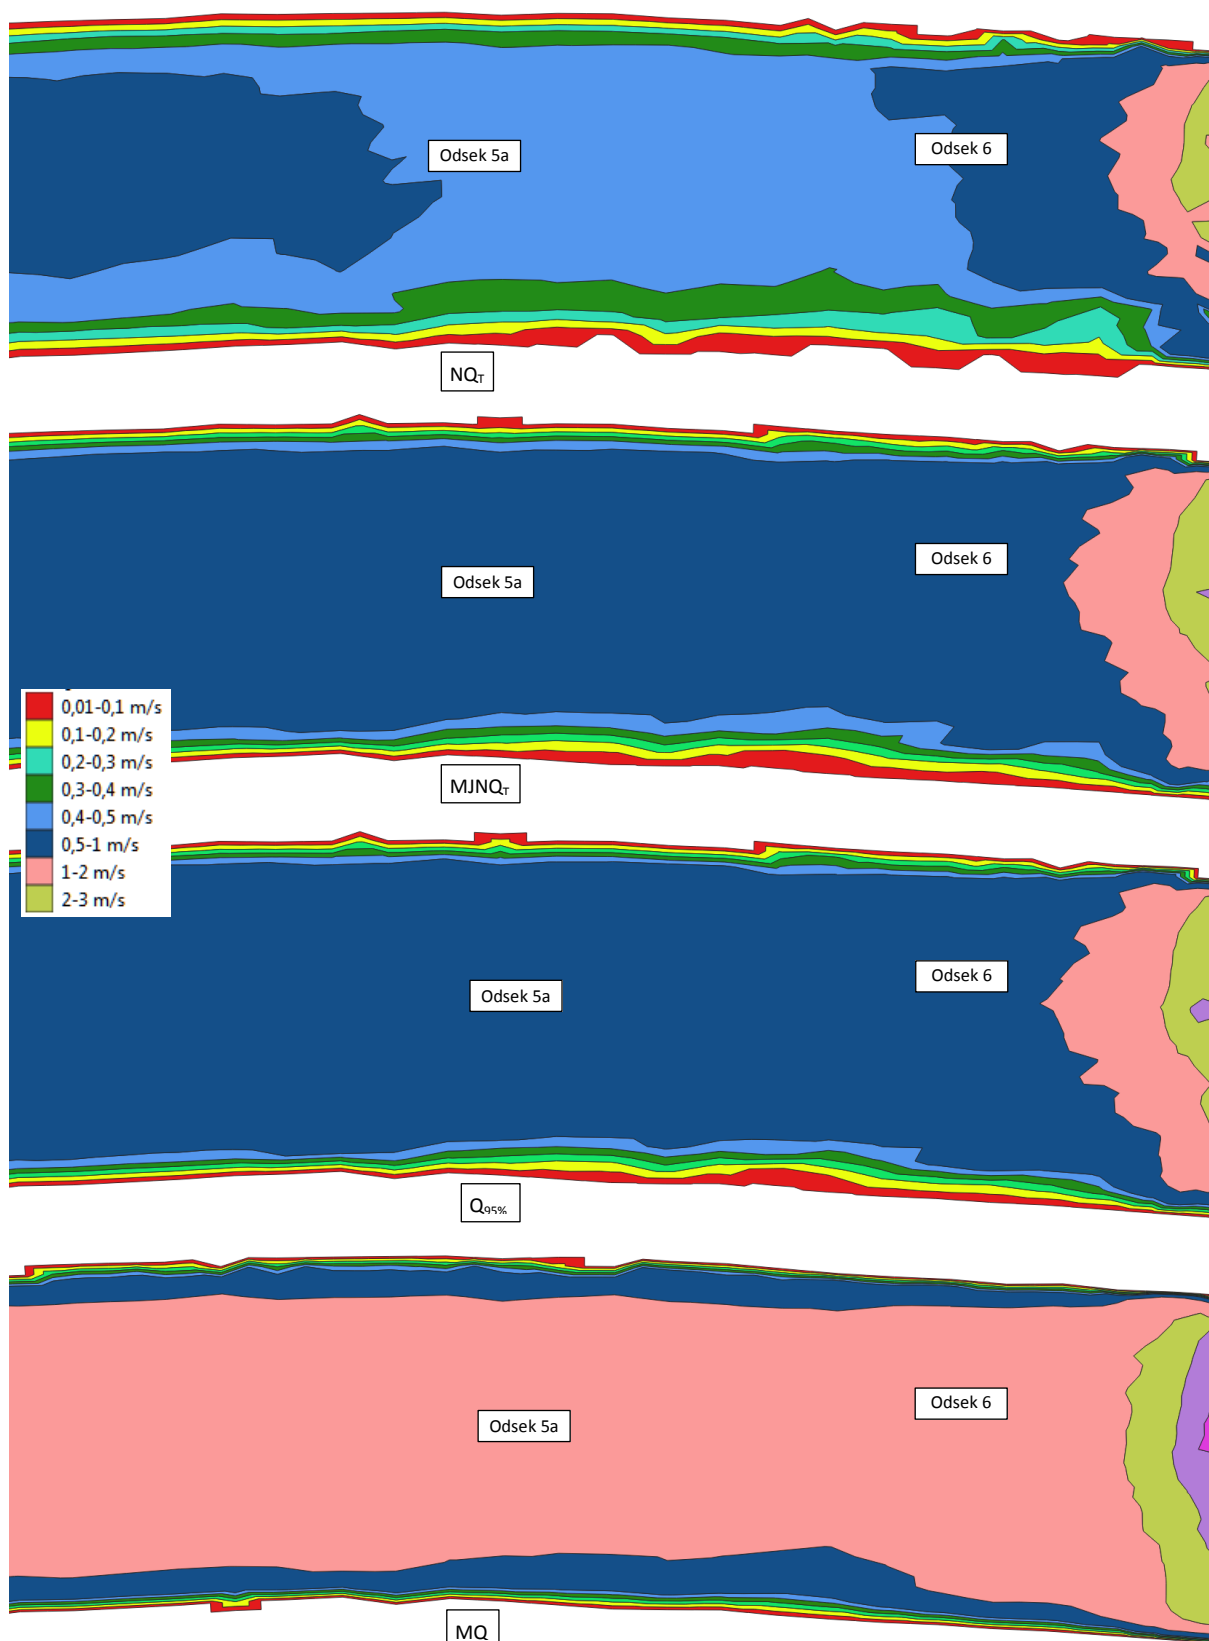 Odsek 5a
Odsek 6
NQT
Odsek 6
Odsek 5a
0,01-0,1 m/s
0,1-0,2 m/s
0,2-0,3 m/s
0,3-0,4 m/s
0,4-0,5 m/s
0,5-1 m/s
1-2 m/s
2-3 m/s
MJNQT
Odsek 6
Odsek 5a
Q95%
Odsek 6
Odsek 5a
MQ